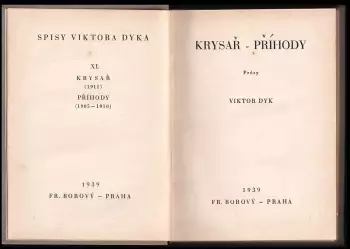 SPISY VIKTORA DYKA
XI.
KRYSAŘ
(1911)
PŘÍHODY
(1905—1910)
1939
FR. BOROVÝ – PRAHA
KRYSAŘ - PŘÍHODY
Prózy
VIKTOR DYK
1939
FR. BOROVÝ – PRAHA